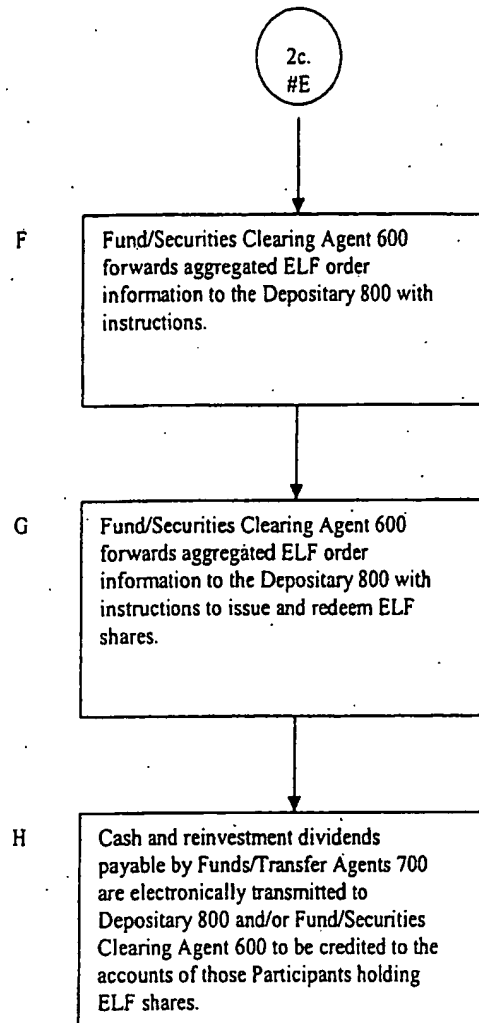 2c.
#E
F
Fund/Securities Clearing Agent 600
forwards aggregated ELF order
information to the Depositary 800 with
instructions.
G
Fund/Securities Clearing Agent 600
forwards aggregated ELF order
information to the Depositary 800 with
instructions to issue and redeem ELF
shares.
H
Cash and reinvestment dividends
payable by Funds/Transfer Agents 700
are electronically transmitted to
Depositary 800 and/or Fund/Securities
Clearing Agent 600 to be credited to the
accounts of those Participants holding
ELF shares.